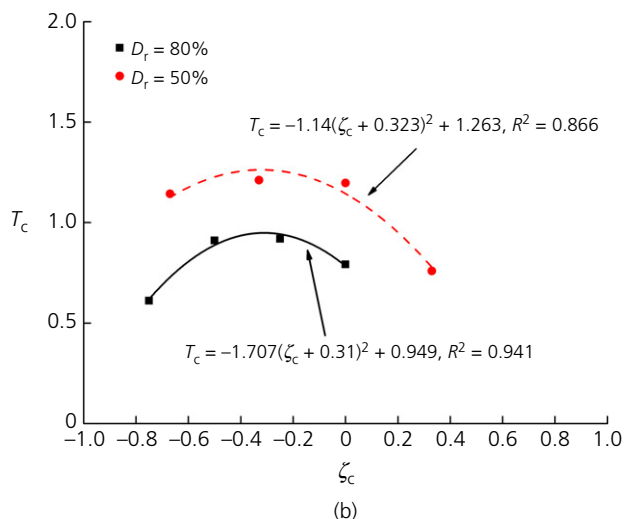 2.0
D_r = 80%
D_r = 50%
T_c = –1.14(ζ_c + 0.323)² + 1.263, R² = 0.866
1.5
T_c
1.0
0.5
T_c = –1.707(ζ_c + 0.31)² + 0.949, R² = 0.941
0
–1.0 –0.8 –0.6 –0.4 –0.2 0 0.2 0.4 0.6 0.8 1.0
ζ_c
(b)